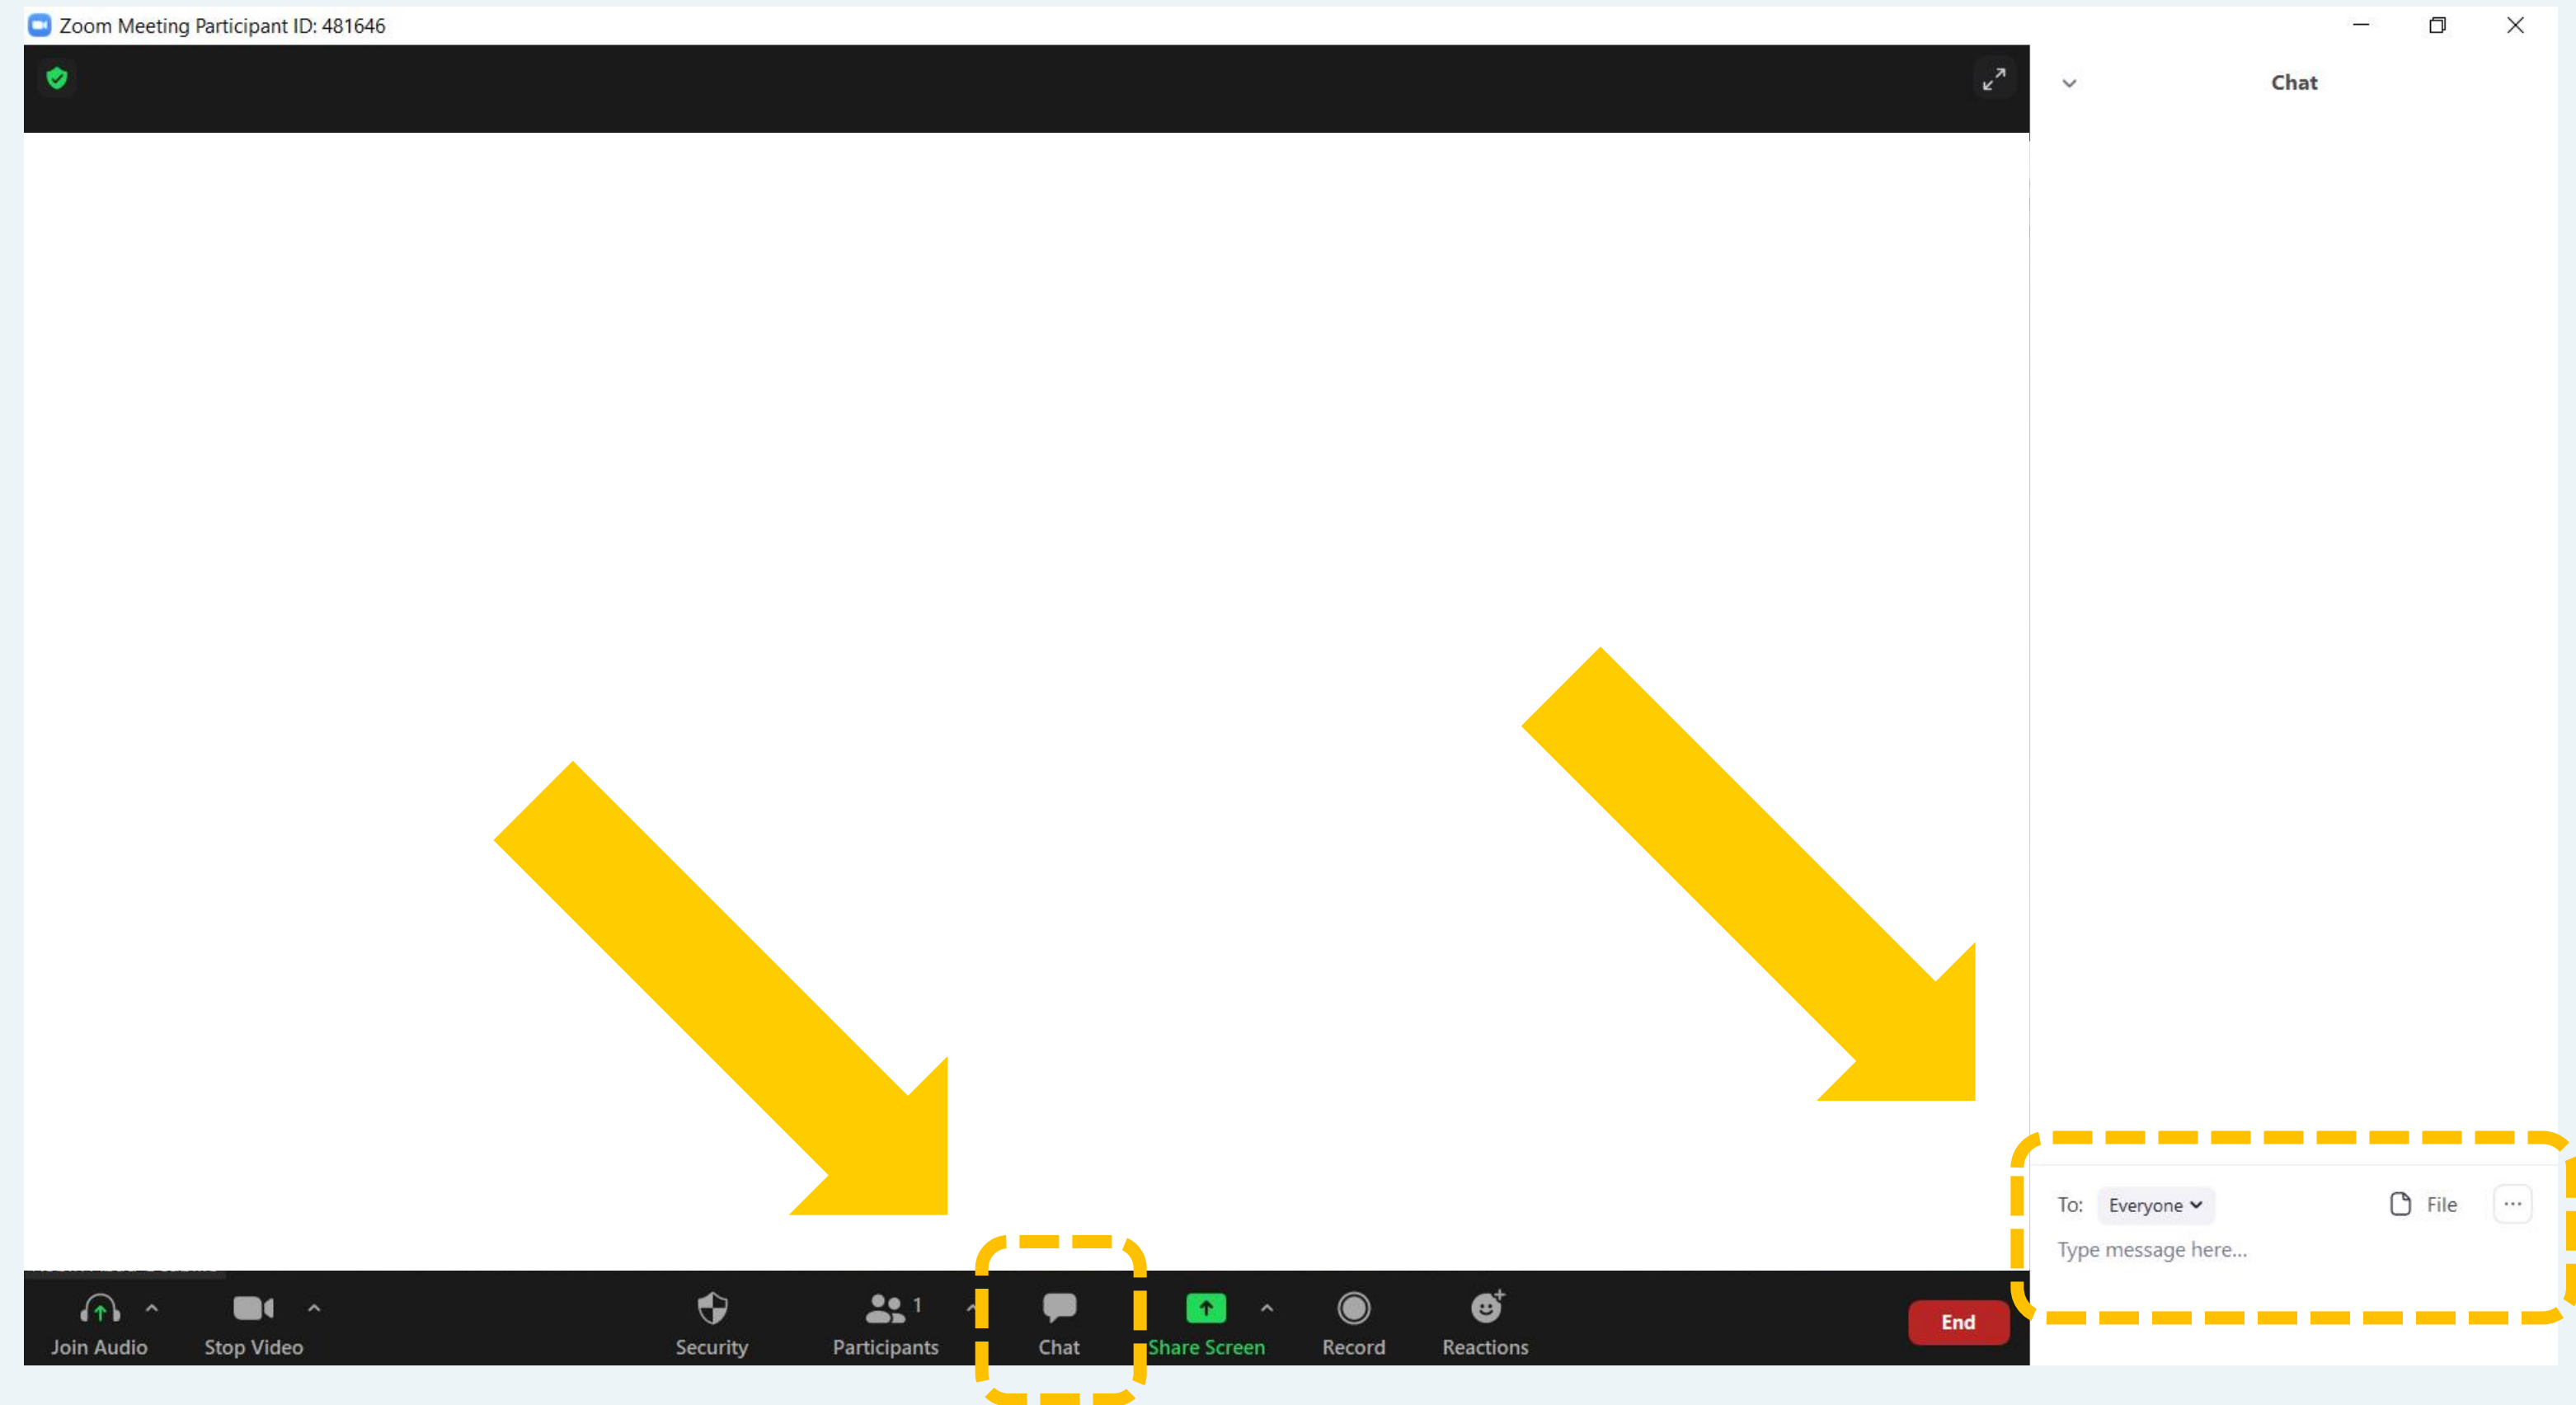 Zoom Meeting Participant ID: 481646
Chat
To: Everyone File
Type message here...
1
Join Audio Stop Video Security Participants Chat Share Screen Record Reactions End